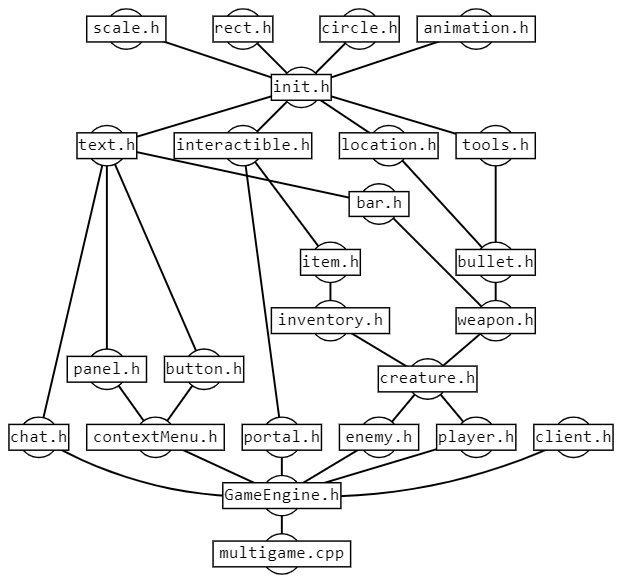 scale.h
rect.h
circle.h
animation.h
init.h
text.h
interactible.h
location.h
tools.h
bar.h
item.h
bullet.h
inventory.h
weapon.h
panel.h
button.h
creature.h
chat.h
contextMenu.h
portal.h
enemy.h
player.h
client.h
GameEngine.h
multigame.cpp